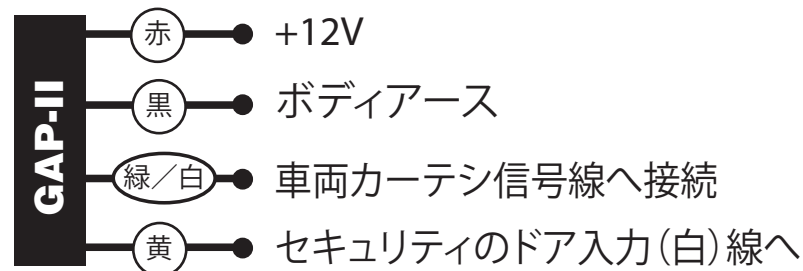 GAP-II
赤 +12V
黒 ボディアース
緑／白 車両カーテシ信号線へ接続
黄 セキュリティのドア入力（白）線へ